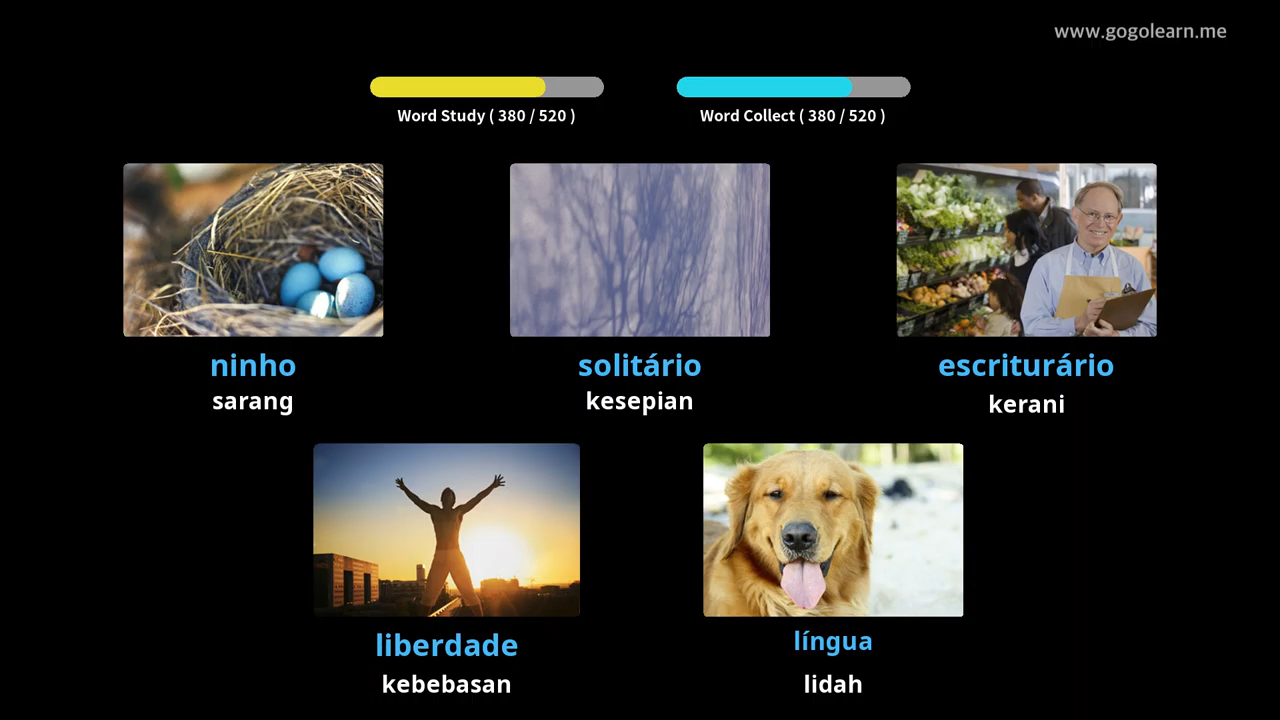 www.gogolearn.me
Word Study ( 380 / 520 )
Word Collect ( 380 / 520 )
ninho
sarang
solitário
kesepian
escriturário
kerani
liberdade
kebebasan
língua
lidah